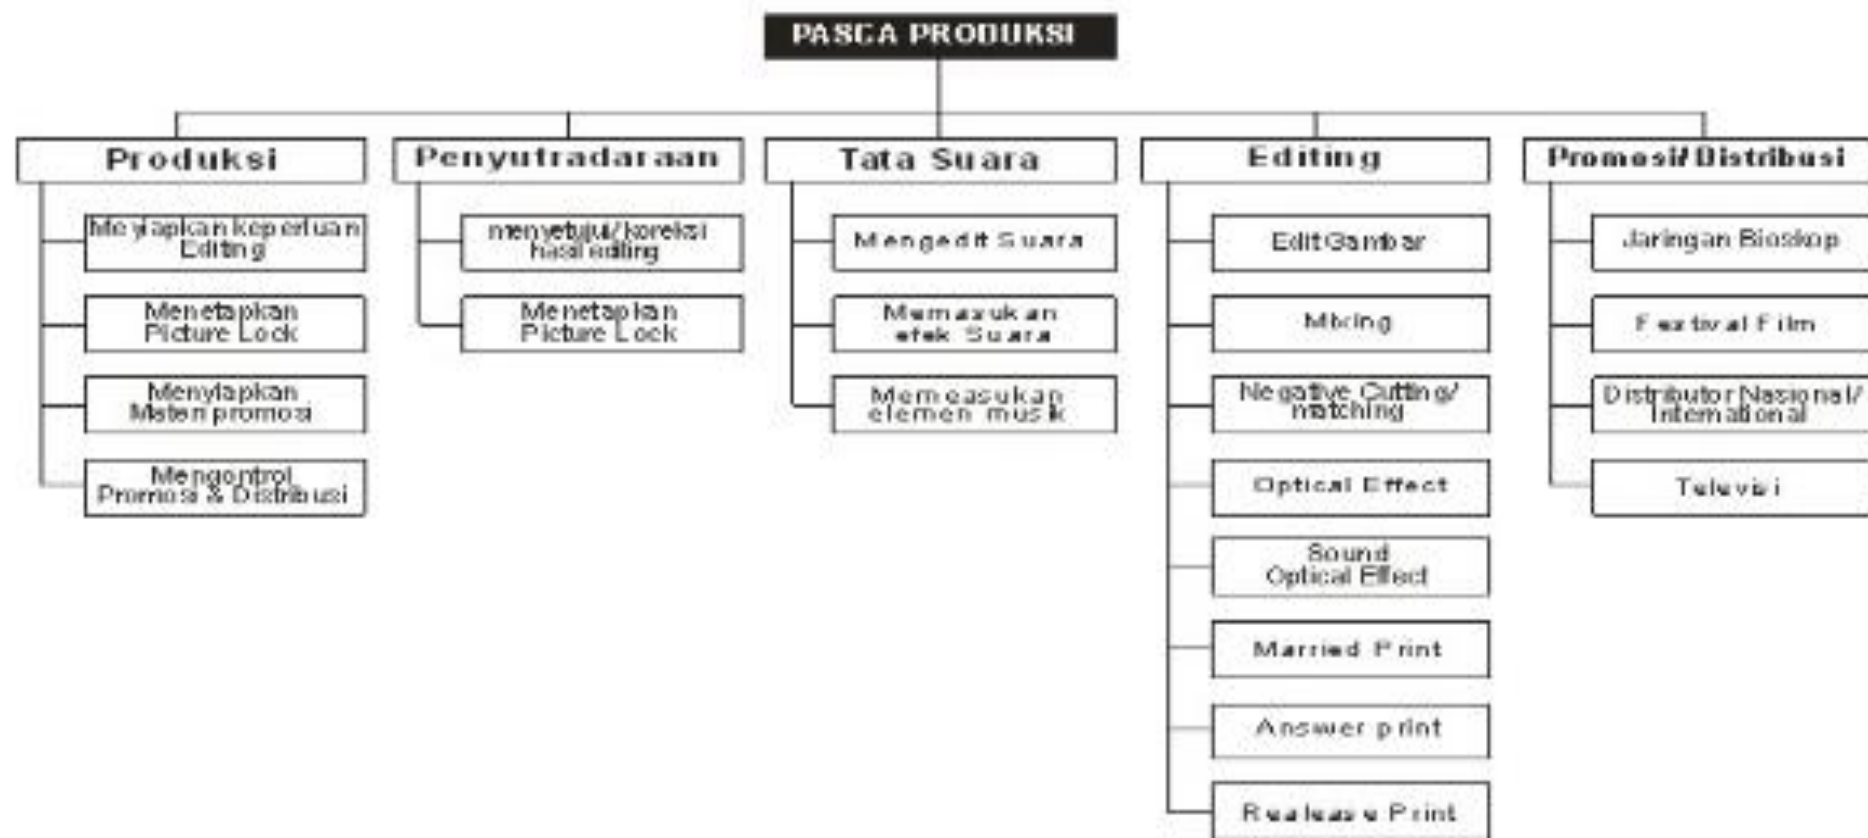 PASCA PRODUKSI
Produksi
Meyiapkan keperluan
Editing
Menetapkan
Picture Lock
Menyiapkan
Materi promosi
Mengontrol
Promosi & Distribusi
Penyutradaraan
menyetujui/koreksi
hasil editing
Menetapkan
Picture Lock
Tata Suara
Mengedit Suara
Memasukan
efek Suara
Memeasukan
elemen musik
Editing
Edit Gambar
Mixing
Negative Cutting/
matching
Optical Effect
Sound
Optical Effect
Married Print
Answer print
Realease Print
Promosi/Distribusi
Jaringan Bioskop
Festival Film
Distributor Nasional/
International
Televisi